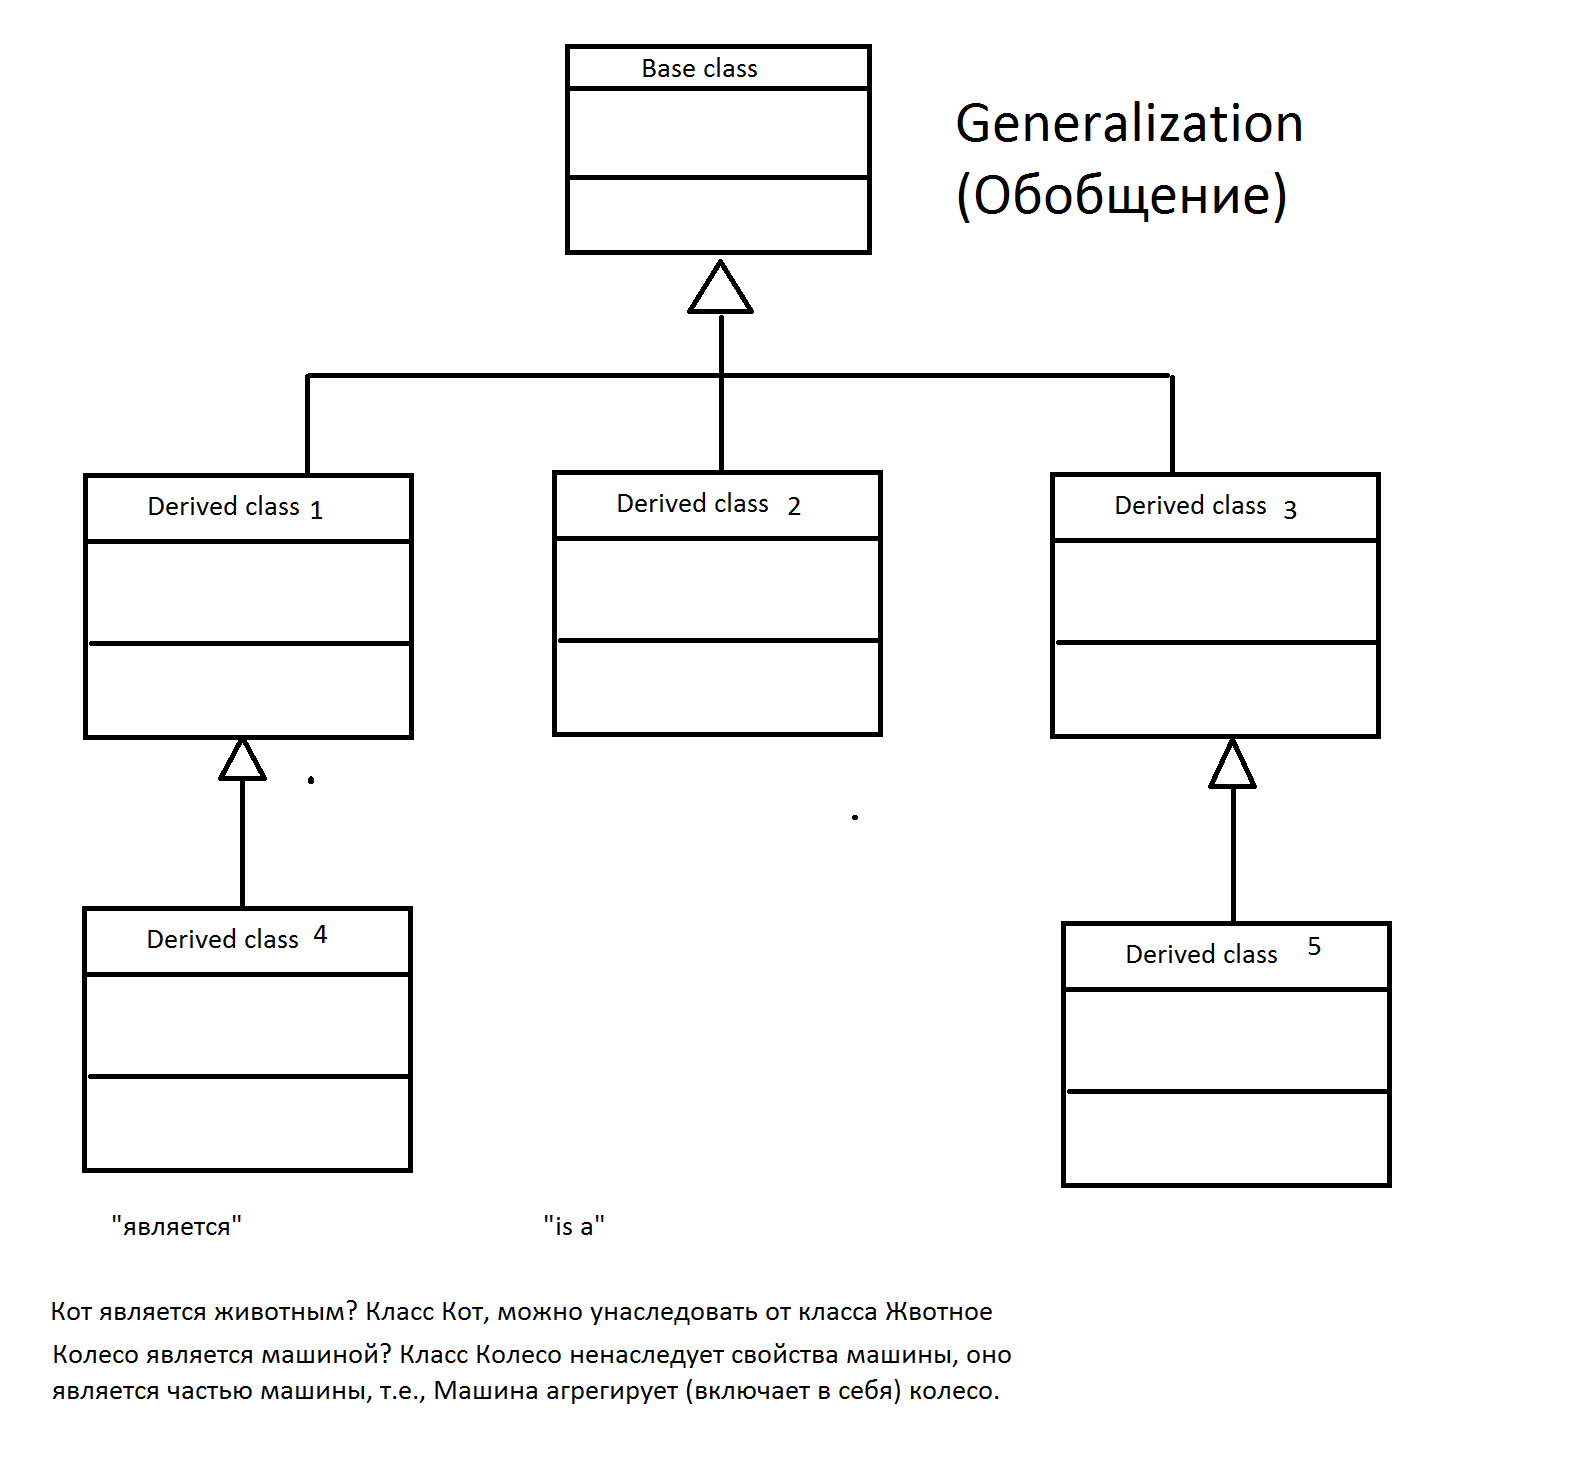 Base class
Generalization
(Обобщение)
Derived class 1
Derived class 2
Derived class 3
Derived class 4
Derived class 5
"является"
"is a"
Кот является животным? Класс Кот, можно унаследовать от класса Жвотное
Колесо является машиной? Класс Колесо ненаследует свойства машины, оно
является частью машины, т.е., Машина агрегирует (включает в себя) колесо.